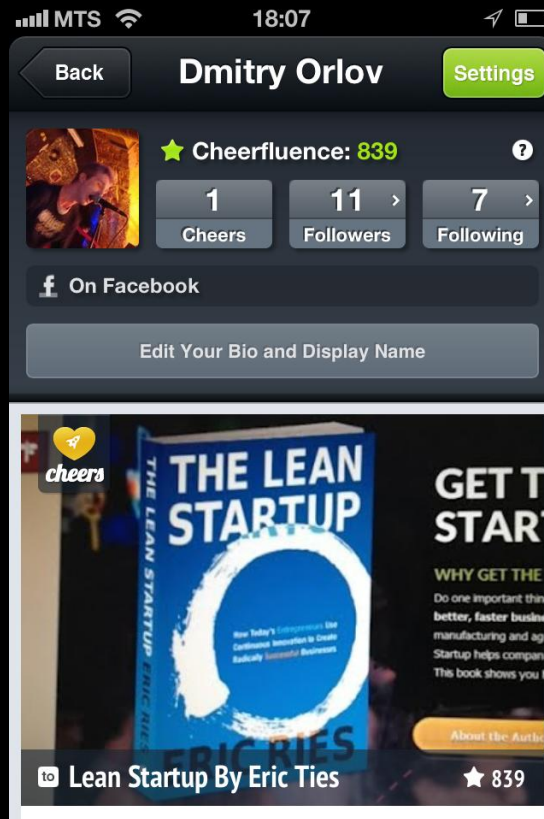 MTS 18:07
Back Dmitry Orlov Settings
Cheerfluence: 839 ?
1 11 7
Cheers Followers Following
f On Facebook
Edit Your Bio and Display Name
cheers
THE LEAN
STARTUP
THE LEAN STARTUP ERIC RIES
How Today's Entrepreneurs Use
Continuous Innovation to Create
Radically Successful Businesses
ERIC RIES
GET T
STAR
WHY GET THE
Do one important thin
better, faster busine
manufacturing and ag
Startup helps compan
This book shows you
About the Autho
to Lean Startup By Eric Ties 839